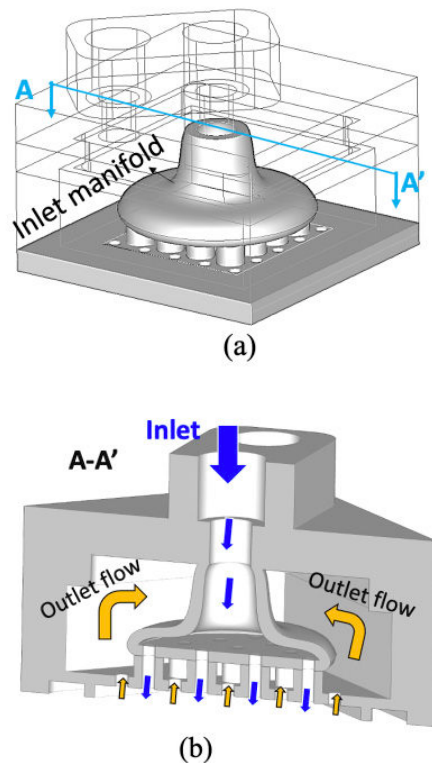 A
Inlet manifold
A'
(a)
Inlet
A-A'
Outlet flow
Outlet flow
(b)